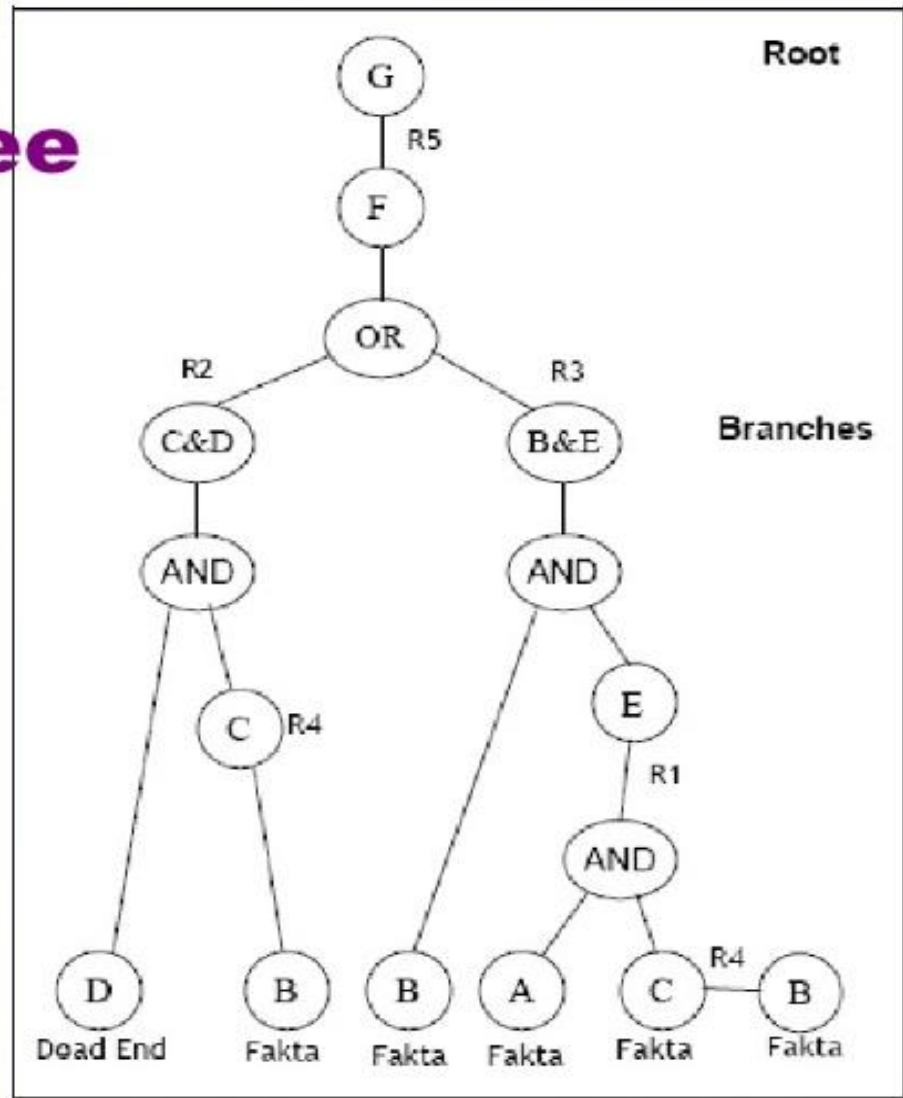 Root
G
ee
R5
F
OR
R2
R3
C&D
B&E
Branches
AND
AND
C
R4
E
R1
AND
D
B
B
A
C
R4
B
Dead End
Fakta
Fakta
Fakta
Fakta
Fakta